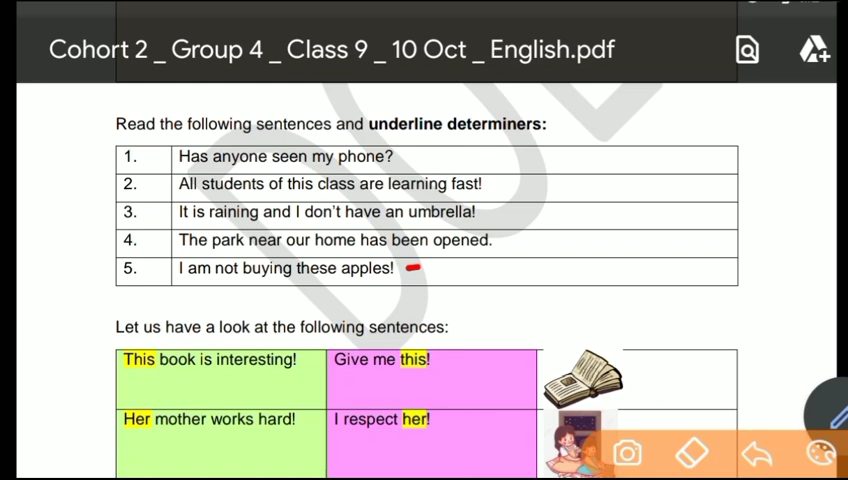 Cohort 2 _ Group 4 _ Class 9 _ 10 Oct _ English.pdf
Read the following sentences and underline determiners:
1. Has anyone seen my phone?
2. All students of this class are learning fast!
3. It is raining and I don't have an umbrella!
4. The park near our home has been opened.
5. I am not buying these apples!
Let us have a look at the following sentences:
This book is interesting! Give me this!
Her mother works hard! I respect her!